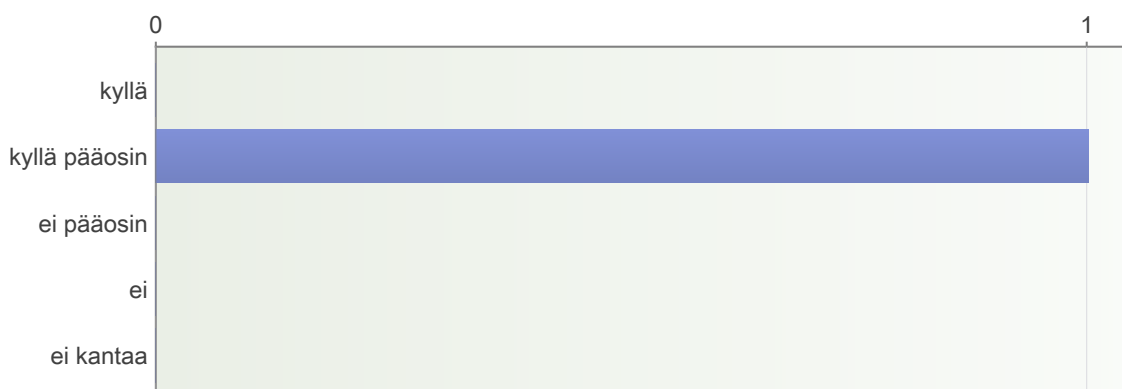 0 1
kyllä
kyllä pääosin
ei pääosin
ei
ei kantaa